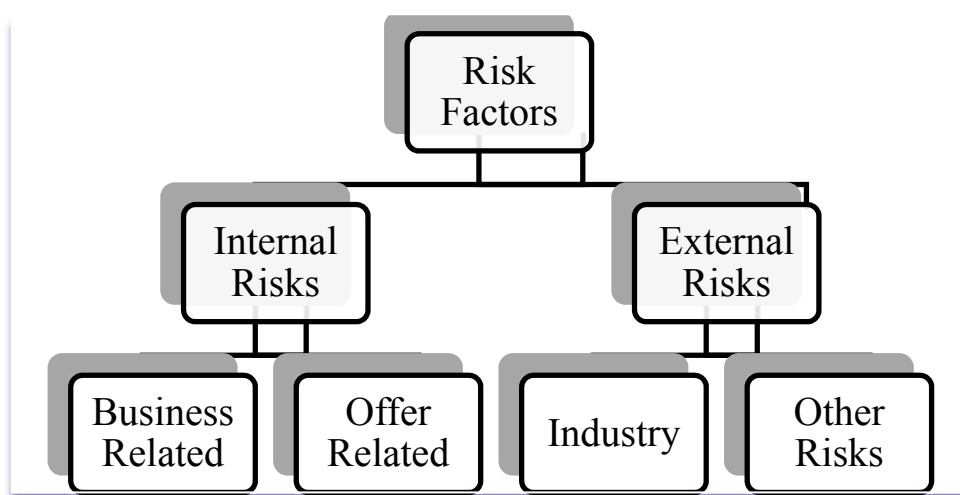 Risk
Factors
Internal
Risks
External
Risks
Business
Related
Offer
Related
Industry
Other
Risks